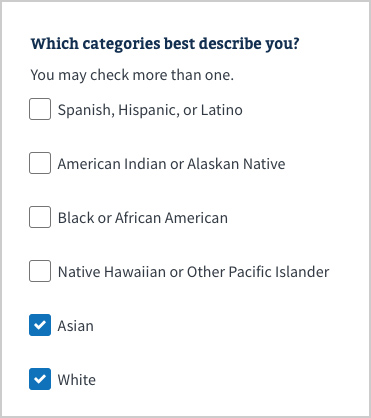 Which categories best describe you?
You may check more than one.
Spanish, Hispanic, or Latino
American Indian or Alaskan Native
Black or African American
Native Hawaiian or Other Pacific Islander
Asian
White